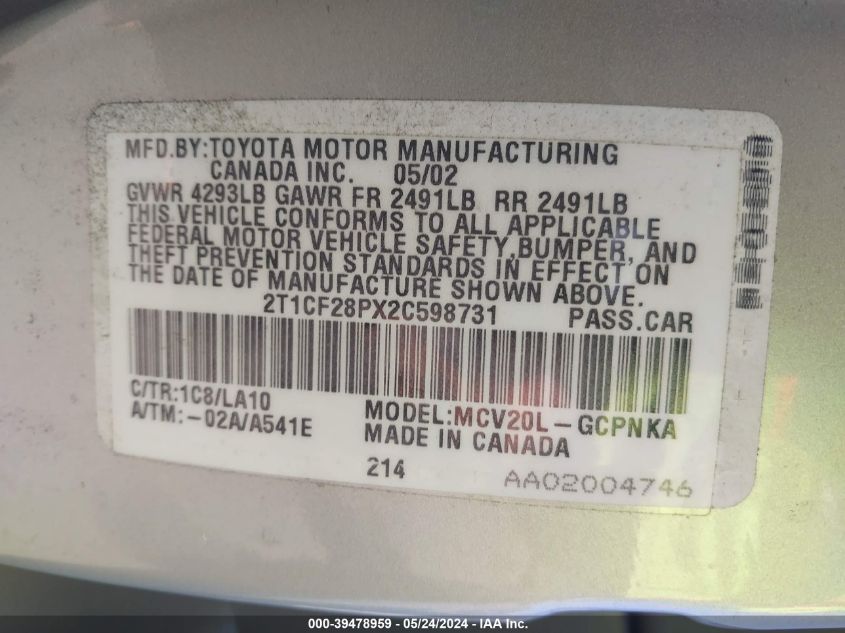 MFD.BY:TOYOTA MOTOR MANUFACTURING
CANADA INC. 05/02
GVWR 4293LB GAWR FR 2491LB RR 2491LB
THIS VEHICLE CONFORMS TO ALL APPLICABLE
FEDERAL MOTOR VEHICLE SAFETY,BUMPER, AND
THEFT PREVENTION STANDARDS IN EFFECT ON
THE DATE OF MANUFACTURE SHOWN ABOVE.
2T1CF28PX2C598731 PASS.CAR
C/TR:1C8/LA10
A/TM:-02A/A541E
MODEL:MCV20L-GCPNKA
MADE IN CANADA
214
AA02004746
000-39478959 | 05/24/2024 - IAA Inc.